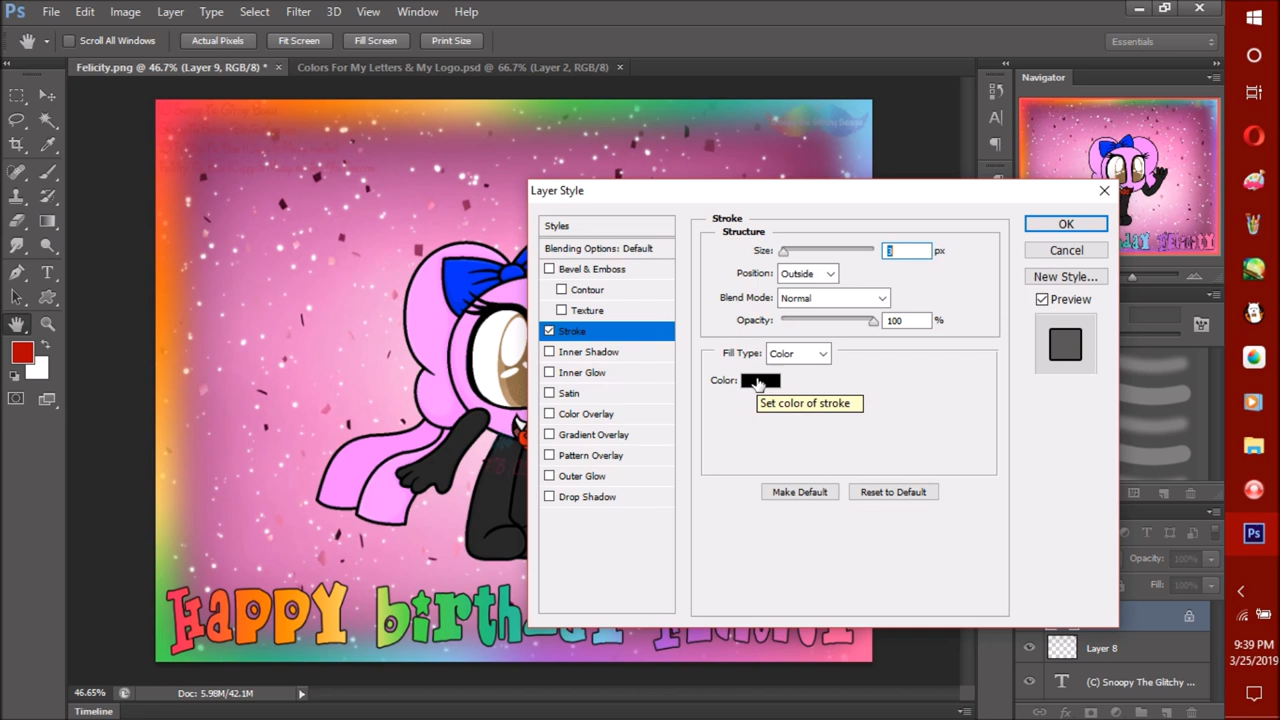 Ps File Edit Image Layer Type Select Filter 3D View Window Help
Scroll All Windows Actual Pixels Fit Screen Fill Screen Print Size Essentials
Felicity.png @ 46.7% (Layer 9, RGB/8) * × Colors For My Letters & My Logo.psd @ 66.7% (Layer 2, RGB/8) ×
Navigator
Layer Style
Styles
Blending Options: Default
Bevel & Emboss
Contour
Texture
Stroke
Inner Shadow
Inner Glow
Satin
Color Overlay
Gradient Overlay
Pattern Overlay
Outer Glow
Drop Shadow
Stroke
Structure
Size: 3 px
Position: Outside
Blend Mode: Normal
Opacity: 100 %
Fill Type: Color
Color:
Set color of stroke
Make Default Reset to Default
OK
Cancel
New Style...
Preview
Happy birth
Opacity: 100%
Fill: 100%
Layer 8
T (C) Snoopy The Glitchy ...
46.65% Doc: 5.98M/42.1M
Timeline
Ps
9:39 PM
3/25/2019